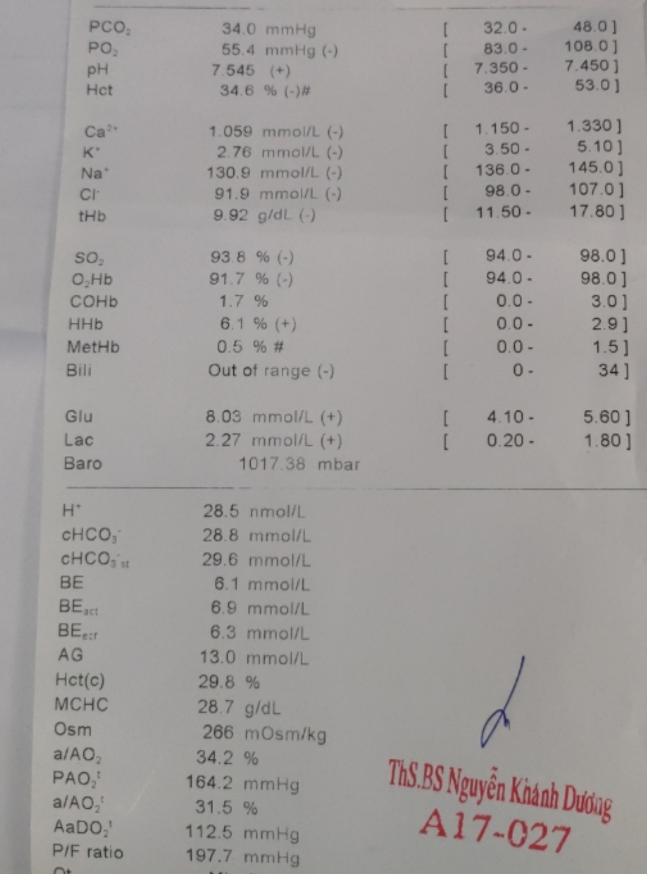 PCO₂ 34.0 mmHg [ 32.0 - 48.0 ]
PO₂ 55.4 mmHg (-) [ 83.0 - 108.0 ]
pH 7.545 (+) [ 7.350 - 7.450 ]
Hct 34.6 % (-)# [ 36.0 - 53.0 ]
Ca²⁺ 1.059 mmol/L (-) [ 1.150 - 1.330 ]
K⁺ 2.76 mmol/L (-) [ 3.50 - 5.10 ]
Na⁺ 130.9 mmol/L (-) [ 136.0 - 145.0 ]
Cl⁻ 91.9 mmol/L (-) [ 98.0 - 107.0 ]
tHb 9.92 g/dL (-) [ 11.50 - 17.80 ]
SO₂ 93.8 % (-) [ 94.0 - 98.0 ]
O₂Hb 91.7 % (-) [ 94.0 - 98.0 ]
COHb 1.7 % [ 0.0 - 3.0 ]
HHb 6.1 % (+) [ 0.0 - 2.9 ]
MetHb 0.5 % # [ 0.0 - 1.5 ]
Bili Out of range (-) [ 0 - 34 ]
Glu 8.03 mmol/L (+) [ 4.10 - 5.60 ]
Lac 2.27 mmol/L (+) [ 0.20 - 1.80 ]
Baro 1017.38 mbar
H⁺ 28.5 nmol/L
cHCO₃⁻ 28.8 mmol/L
cHCO₃⁻st 29.6 mmol/L
BE 6.1 mmol/L
BEact 6.9 mmol/L
BEecf 6.3 mmol/L
AG 13.0 mmol/L
Hct(c) 29.8 %
MCHC 28.7 g/dL
Osm 266 mOsm/kg
a/AO₂ 34.2 %
PAO₂ᵗ 164.2 mmHg
a/AO₂ᵗ 31.5 %
AaDO₂ᵗ 112.5 mmHg
P/F ratio 197.7 mmHg
ThS.BS Nguyễn Khánh Dương
A17-027